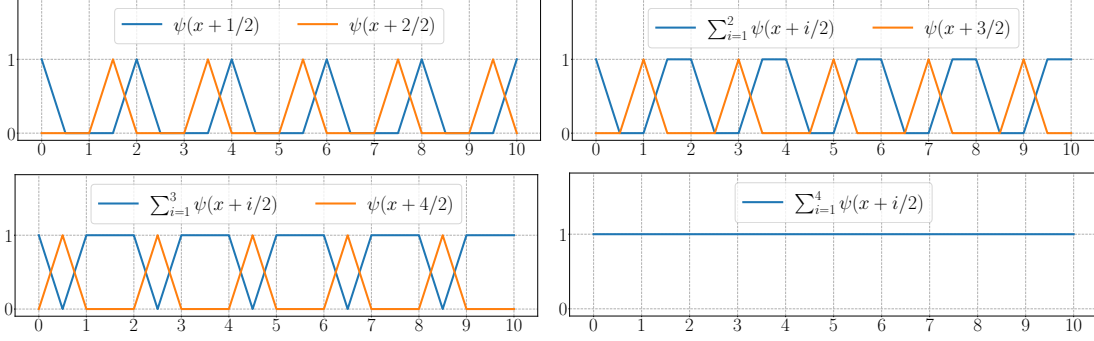 ψ(x + 1/2) ψ(x + 2/2)
1
0
0 1 2 3 4 5 6 7 8 9 10
∑_{i=1}^{2} ψ(x + i/2) ψ(x + 3/2)
1
0
0 1 2 3 4 5 6 7 8 9 10
∑_{i=1}^{3} ψ(x + i/2) ψ(x + 4/2)
1
0
0 1 2 3 4 5 6 7 8 9 10
∑_{i=1}^{4} ψ(x + i/2)
1
0
0 1 2 3 4 5 6 7 8 9 10